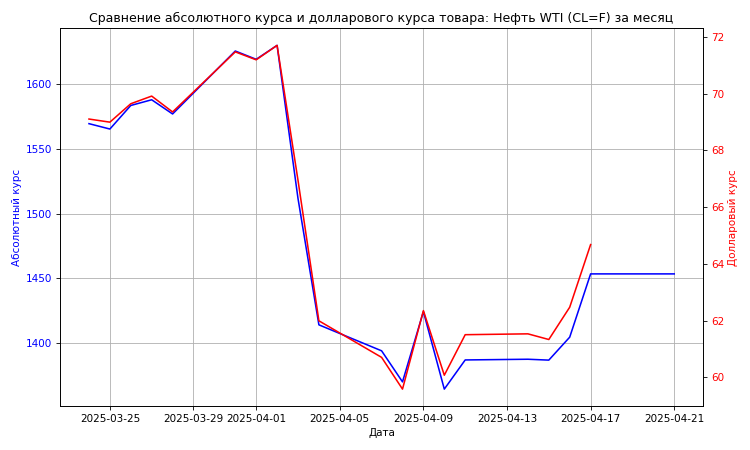 Сравнение абсолютного курса и долларового курса товара: Нефть WTI (CL=F) за месяц
72
1600
70
1550
68
Абсолютный курс
Долларовый курс
1500
66
1450
64
62
1400
60
2025-03-25 2025-03-29 2025-04-01 2025-04-05 2025-04-09 2025-04-13 2025-04-17 2025-04-21
Дата